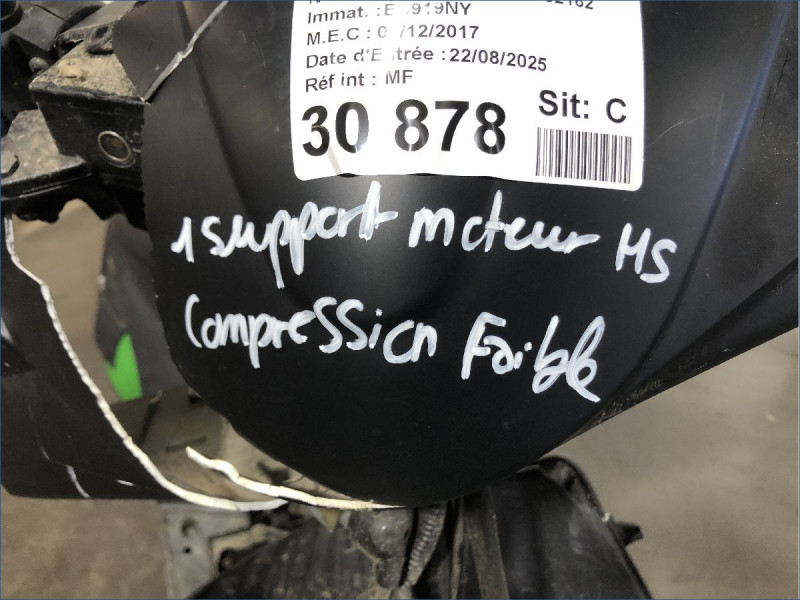 Immat. :
M.E.C : 0 /12/2017
Date d'Entrée : 22/08/2025
Réf int : MF
30 878
Sit: C
1 support moteur HS
Compression Faible